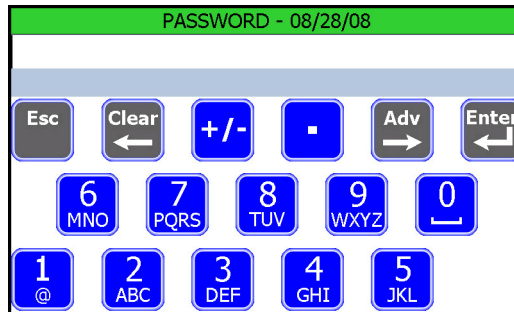 PASSWORD - 08/28/08
Esc Clear +/- . Adv Enter
6 7 8 9 0
MNO PQRS TUV WXYZ
1 2 3 4 5
@ ABC DEF GHI JKL